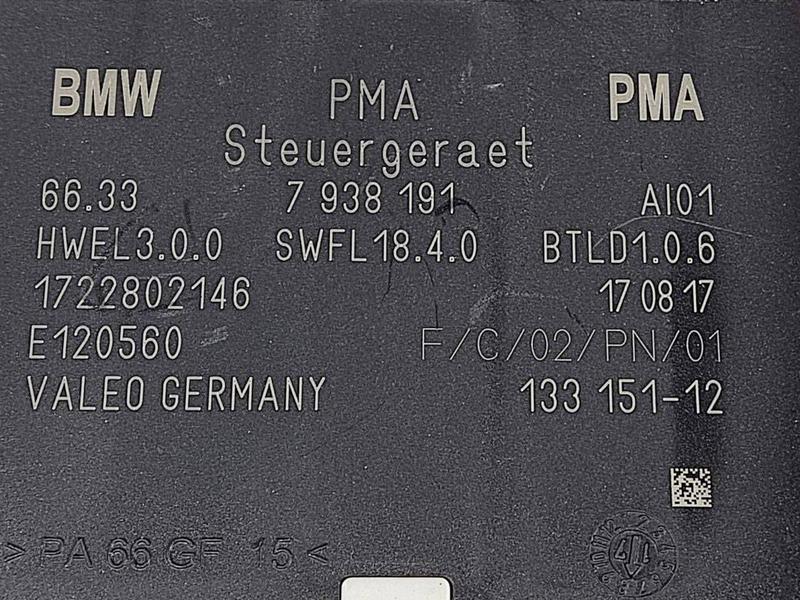 BMW PMA PMA
Steuergeraet
66.33 7 938 191 AI01
HWEL3.0.0 SWFL18.4.0 BTLD1.0.6
1722802146 17 08 17
E120560 F/C/02/PN/01
VALEO GERMANY 133 151-12
>PA 66 GF 15<